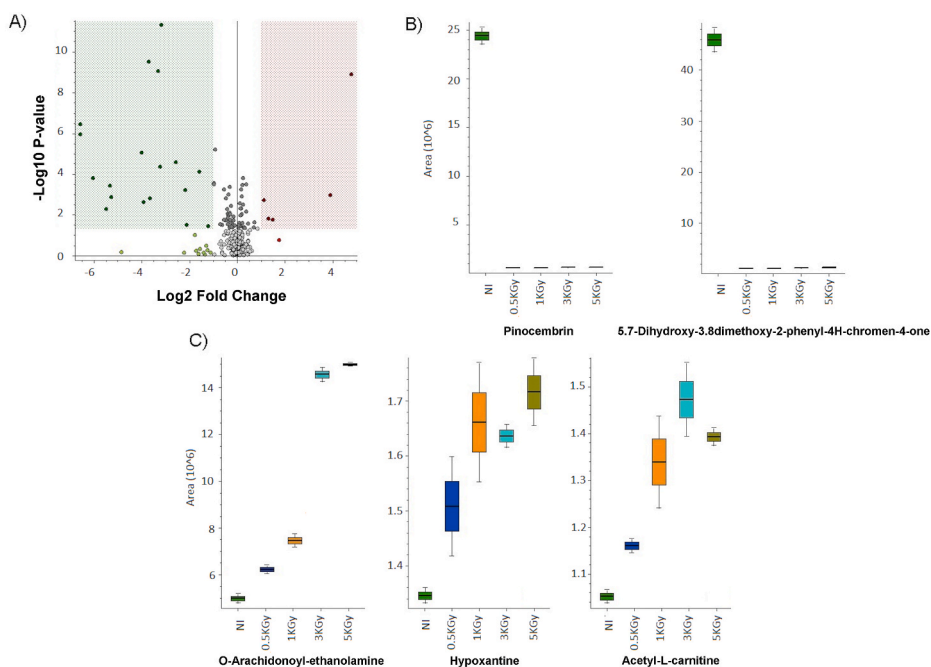 A)
-Log10 P-value
10
8
6
4
2
0
-6
-4
-2
0
2
4
Log2 Fold Change
B)
Area (10^6)
25
20
15
10
5
NI
0.5KGy
1KGy
3KGy
5KGy
Pinocembrin
40
30
20
10
NI
0.5KGy
1KGy
3KGy
5KGy
5.7-Dihydroxy-3.8dimethoxy-2-phenyl-4H-chromen-4-one
C)
Area (10^6)
14
12
10
8
6
NI
0.5KGy
1KGy
3KGy
5KGy
O-Arachidonoyl-ethanolamine
1.7
1.6
1.5
1.4
NI
0.5KGy
1KGy
3KGy
5KGy
Hypoxantine
1.5
1.4
1.3
1.2
1.1
NI
0.5KGy
1KGy
3KGy
5KGy
Acetyl-L-carnitine